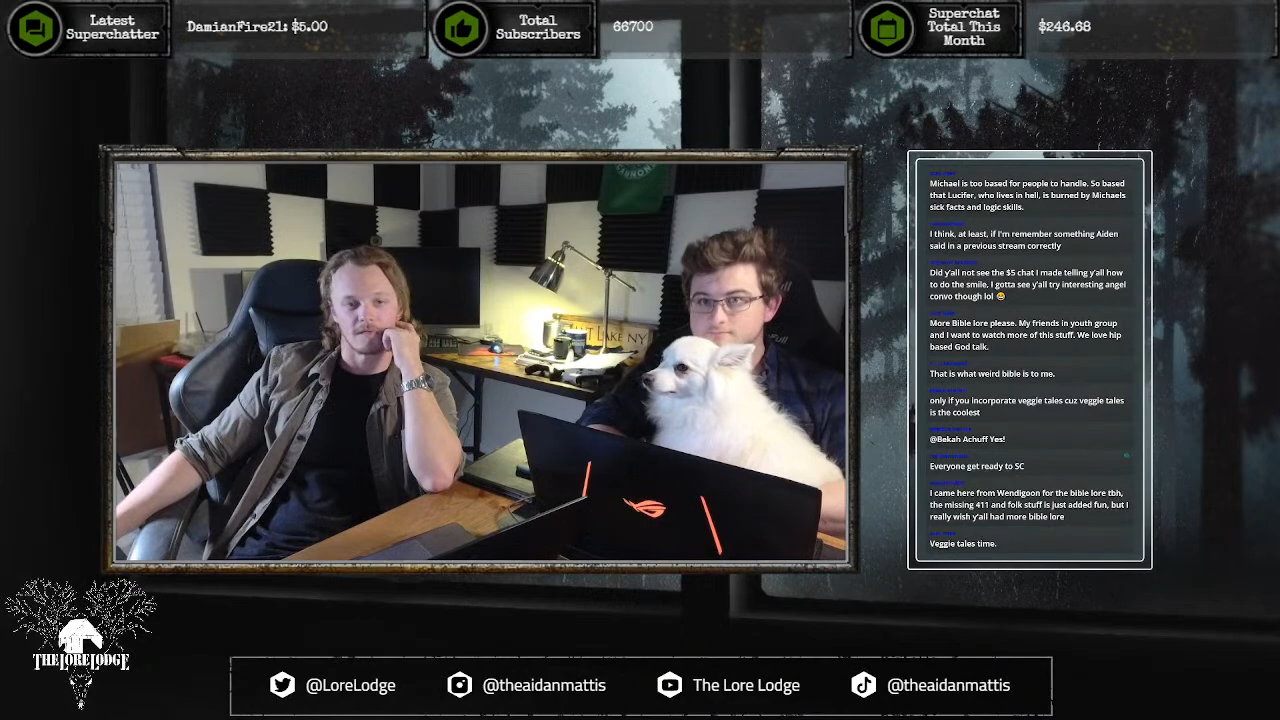 Latest
Superchatter
DamianFire21: $5.00
Total
Subscribers
66700
Superchat
Total This
Month
$246.68
Michael is too based for people to handle. So based
that Lucifer, who lives in hell, is burned by Michaels
sick facts and logic skills.
I think, at least, if I'm remember something Aiden
said in a previous stream correctly
Did y'all not see the $5 chat I made telling y'all how
to do the smile. I gotta see y'all try interesting angel
convo though lol
More Bible lore please. My friends in youth group
and I want to watch more of this stuff. We love hip
based God talk.
That is what weird bible is to me.
only if you incorporate veggie tales cuz veggie tales
is the coolest
@Bekah Achuff Yes!
Everyone get ready to SC
I came here from Wendigoon for the bible lore tbh,
the missing 411 and folk stuff is just added fun, but I
really wish y'all had more bible lore
Veggie tales time.
LAKE NY
THE LORE LODGE
@LoreLodge
@theaidanmattis
The Lore Lodge
@theaidanmattis